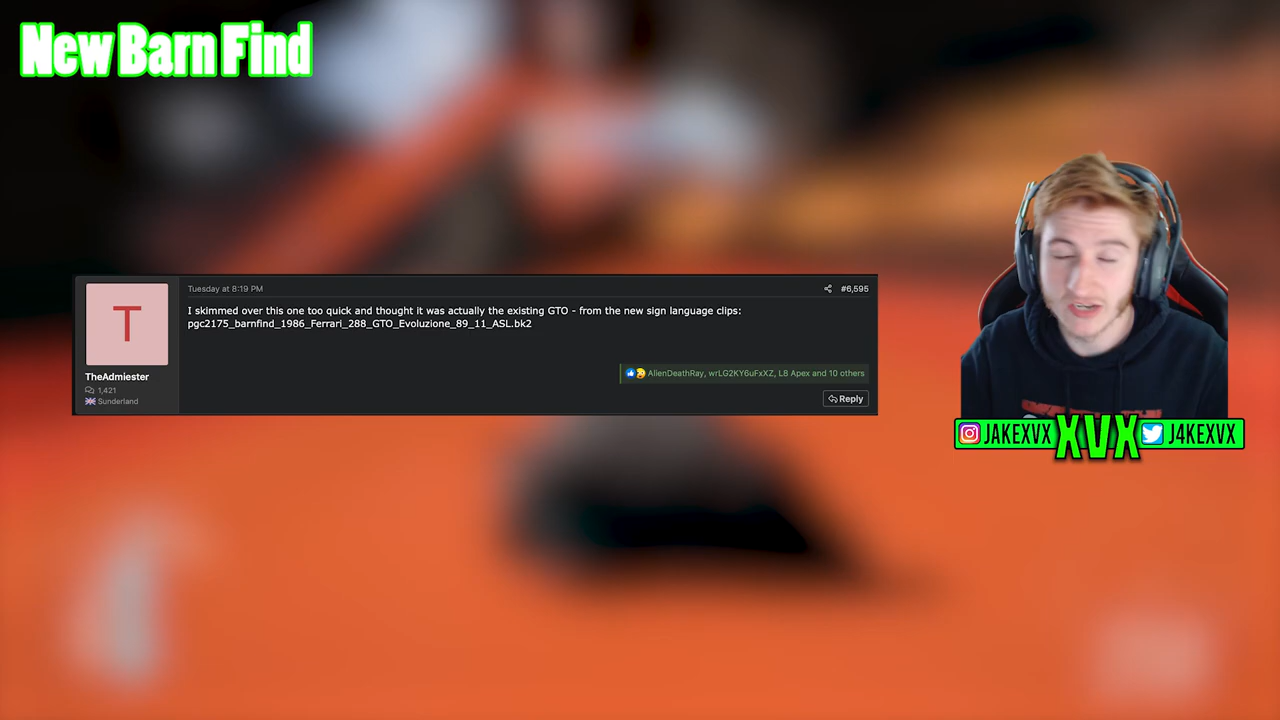 New Barn Find
Tuesday at 8:19 PM
#6,595
T
I skimmed over this one too quick and thought it was actually the existing GTO - from the new sign language clips:
pgc2175_barnfind_1986_Ferrari_288_GTO_Evoluzione_89_11_ASL.bk2
TheAdmiester
1,421
Sunderland
AlienDeathRay, wrLG2KY6uFxXZ, L8 Apex and 10 others
Reply
JAKEXVX XVX J4KEXVX